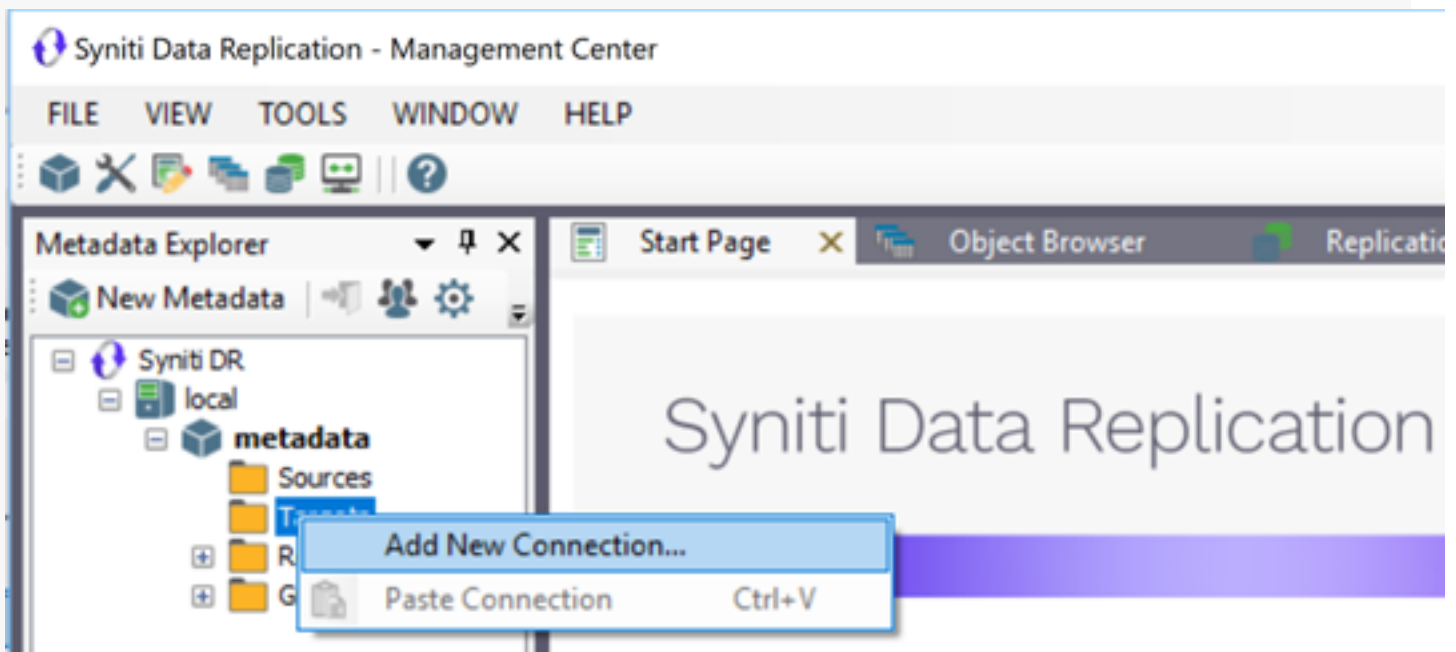 Syniti Data Replication - Management Center
FILE VIEW TOOLS WINDOW HELP
Metadata Explorer
Start Page
Object Browser
Replicatio
New Metadata
Syniti DR
local
metadata
Sources
Add New Connection...
Paste Connection Ctrl+V
R
G
Syniti Data Replication